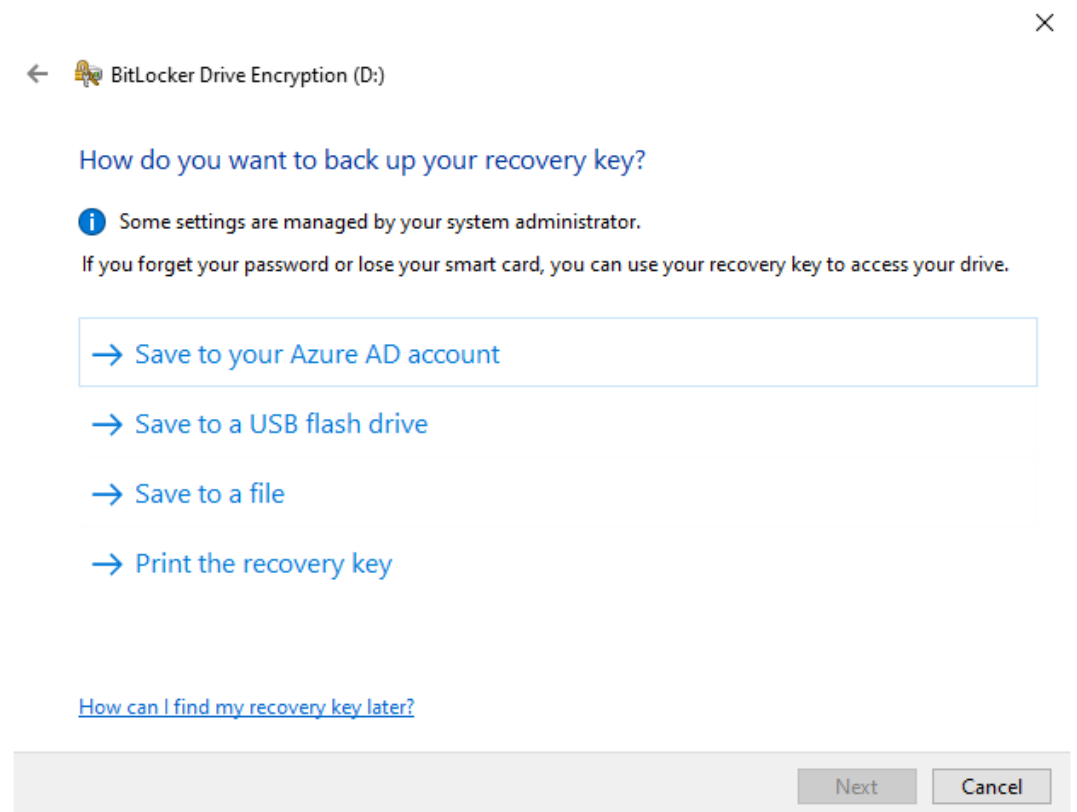 BitLocker Drive Encryption (D:)
How do you want to back up your recovery key?
Some settings are managed by your system administrator.
If you forget your password or lose your smart card, you can use your recovery key to access your drive.
Save to your Azure AD account
Save to a USB flash drive
Save to a file
Print the recovery key
How can I find my recovery key later?
Next Cancel